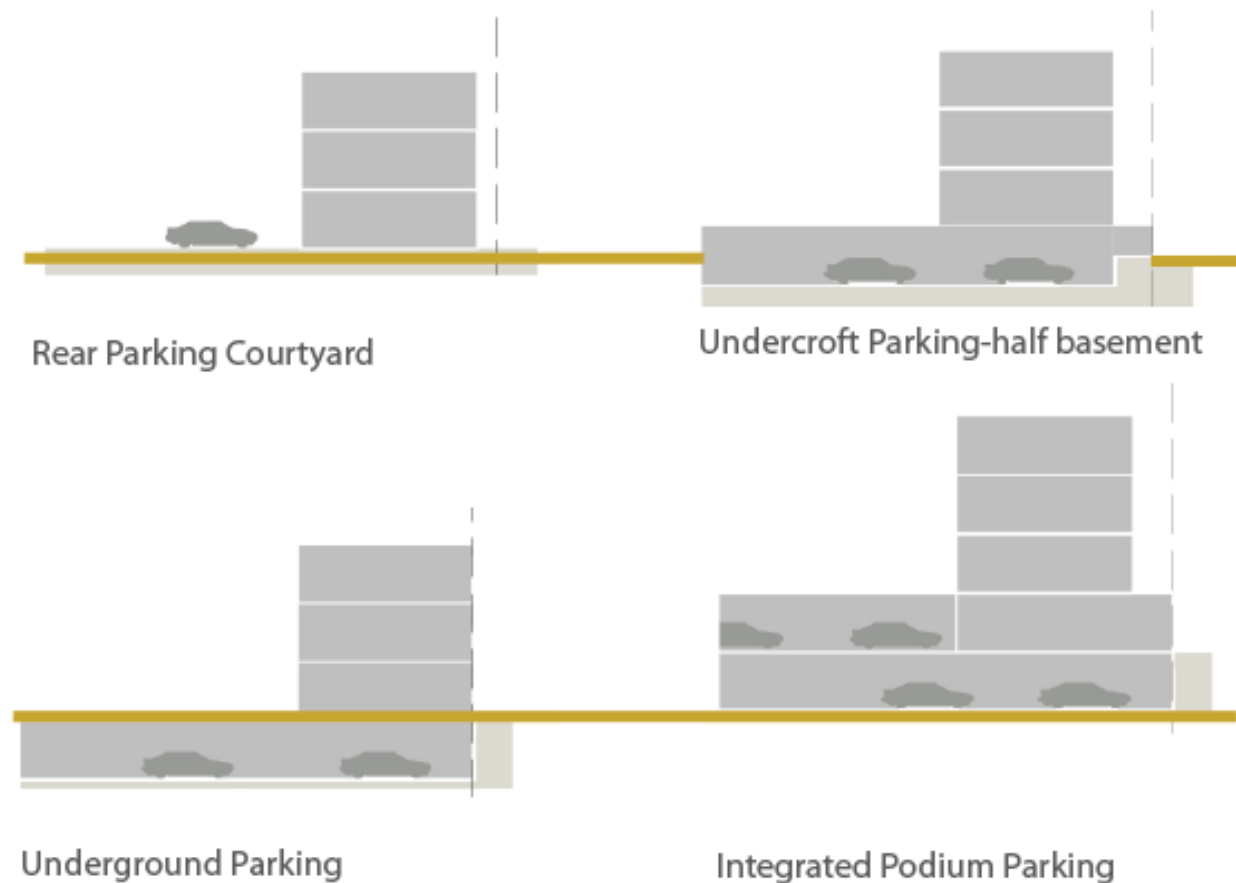 Rear Parking Courtyard
Undercroft Parking-half basement
Underground Parking
Integrated Podium Parking